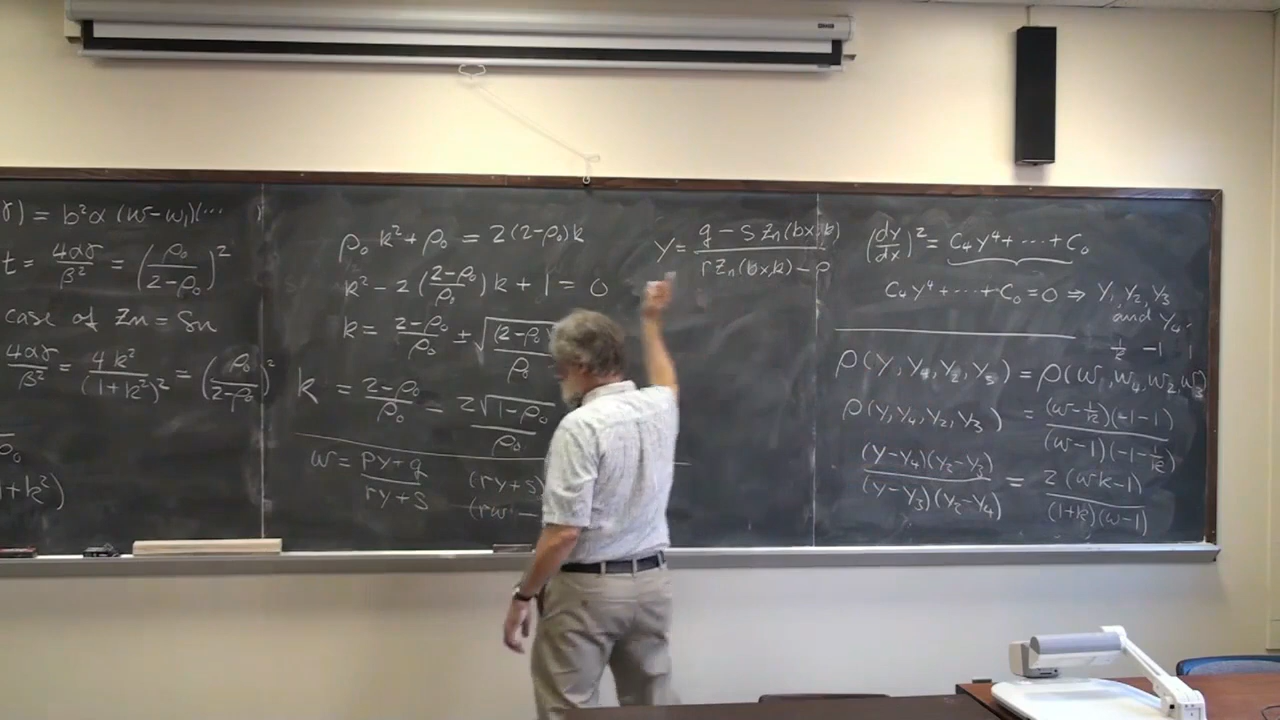 γ) = b²α (w-w₁)(...
t = 4αγ/β² = (ρ₀/(2-ρ₀))²
case of Zn = Sn
4αγ/β² = 4k²/(1+k²)² = (ρ₀/(2-ρ₀))²
ρ₀
1+k²)
ρ₀k² + ρ₀ = 2(2-ρ₀)k
k² - 2((2-ρ₀)/ρ₀)k + 1 = 0
k = (2-ρ₀)/ρ₀ ± √((2-ρ₀)
k = (2-ρ₀)/ρ₀ = 2√(1-ρ₀)/ρ₀
w = (py+q)/(ry+s)
(ry+s)
(rw -
y = (q - s Zn(bx,k))/(r Zn(bx,k) - p)
(dy/dx)² = C₄y⁴ + ... + C₀
C₄y⁴ + ... + C₀ = 0 ⇒ y₁ y₂, y₃
and y₄.
1/k -1 1
ρ(y, y₄, y₂, y₃) = ρ(w, w₄, w₂, w₃)
ρ(y, y₄, y₂, y₃) = (w-1/k)(-1-1)/((w-1)(-1-1/k))
(y-y₄)(y₂-y₃)/((y-y₃)(y₂-y₄)) = 2(wk-1)/((1+k)(w-1))